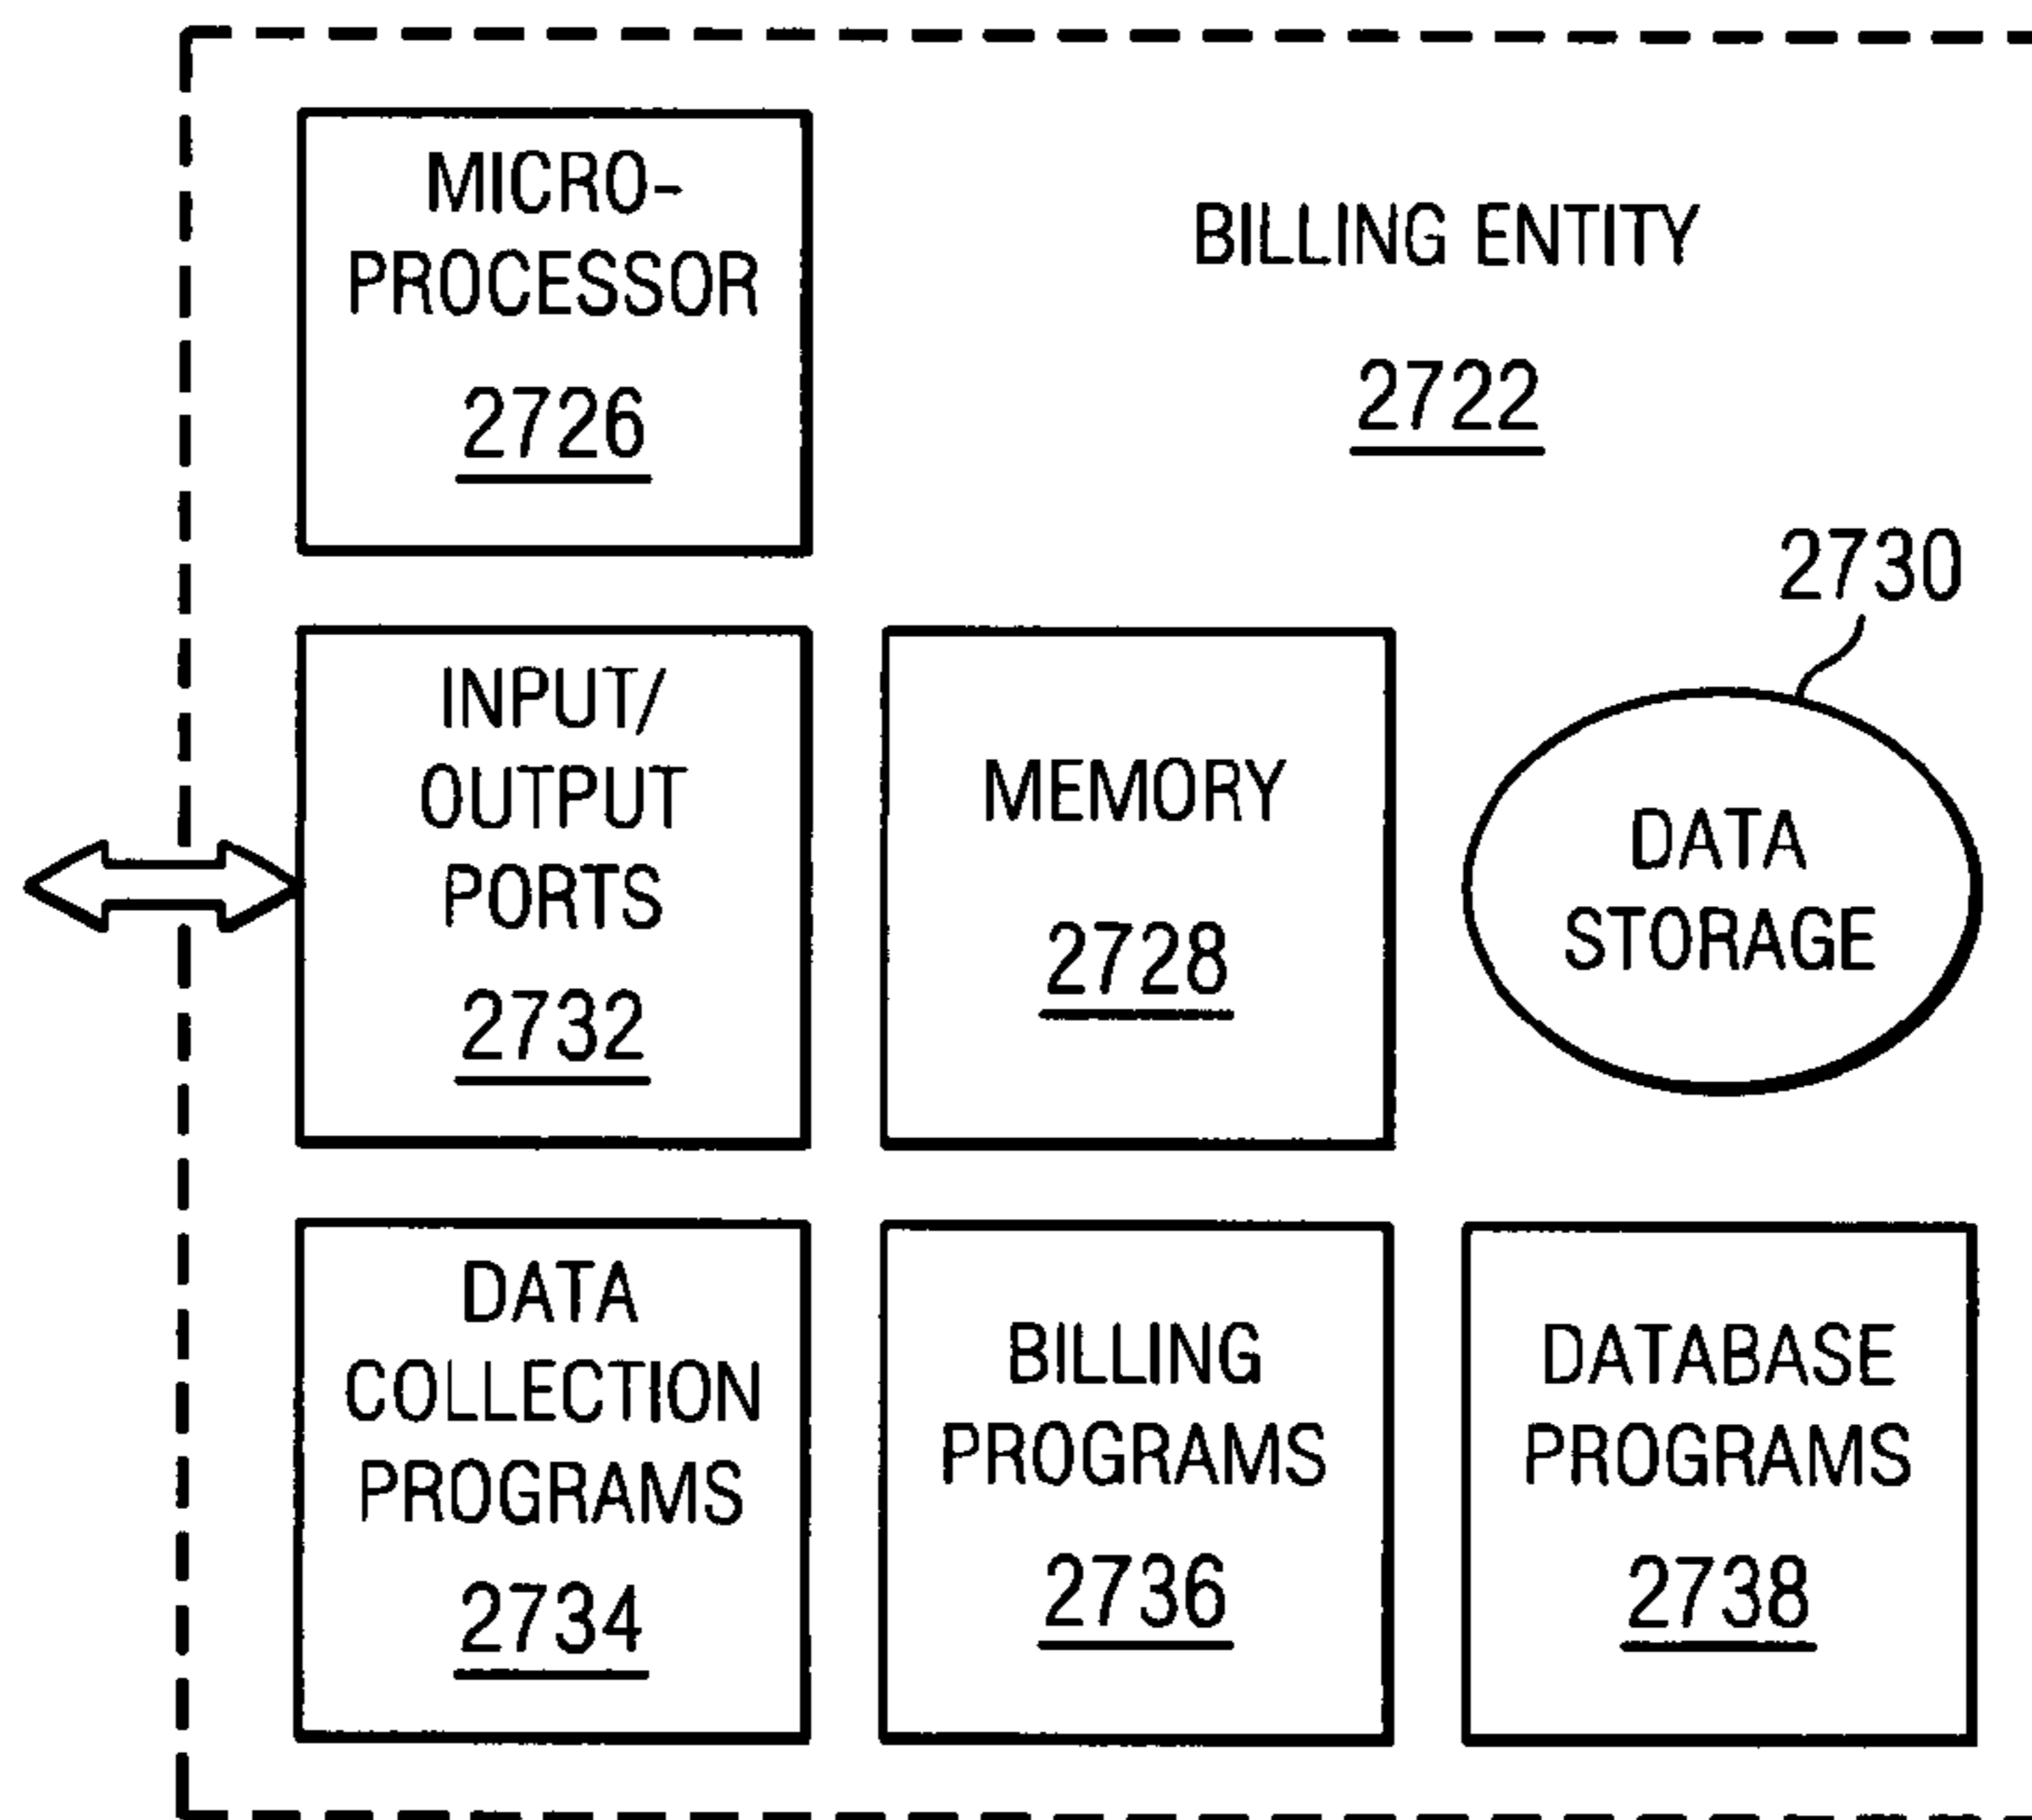 MICRO-
PROCESSOR
2726
BILLING ENTITY
2722
2730
INPUT/
OUTPUT
PORTS
2732
MEMORY
2728
DATA
STORAGE
DATA
COLLECTION
PROGRAMS
2734
BILLING
PROGRAMS
2736
DATABASE
PROGRAMS
2738